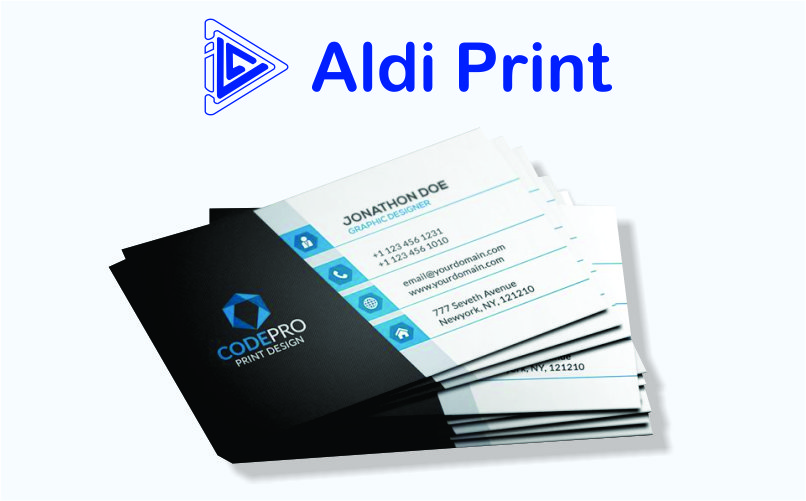 Aldi Print
JONATHON DOE
GRAPHIC DESIGNER
+1 123 456 1231
+1 123 456 1010
email@yourdomain.com
www.yourdomain.com
777 Seveth Avenue
Newyork, NY, 121210
CODEPRO
PRINT DESIGN
NY, 121210